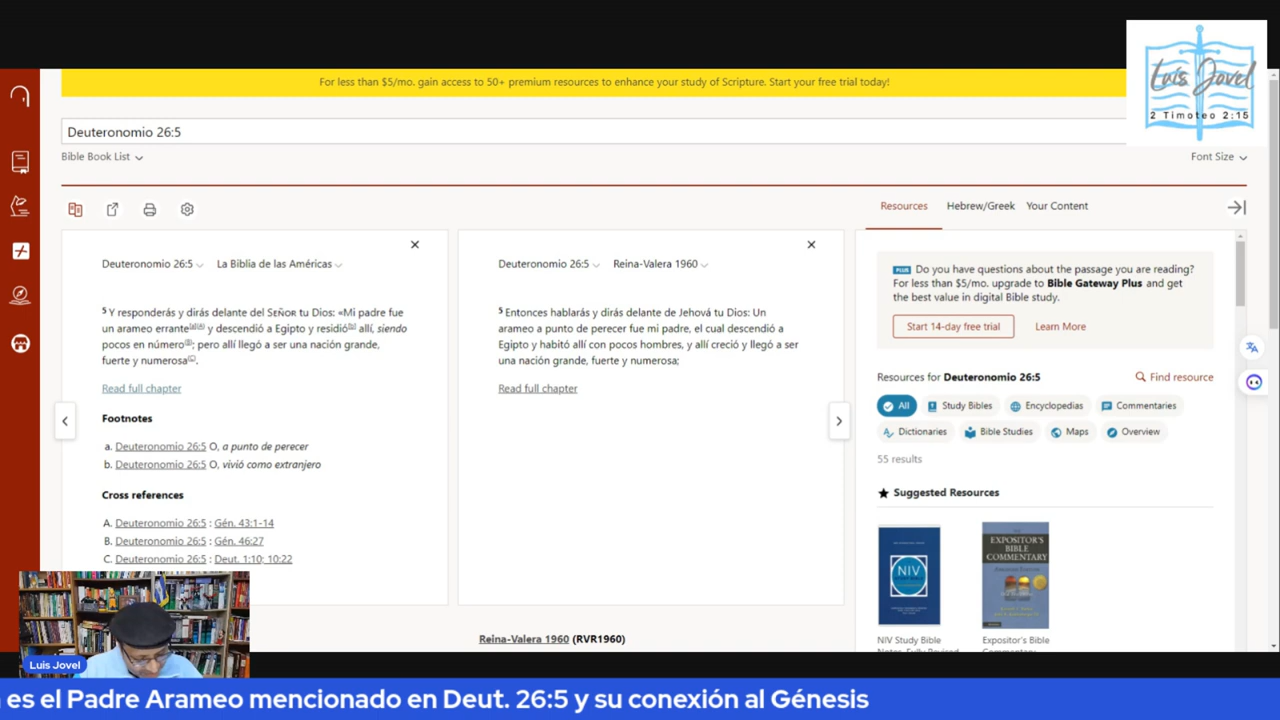 For less than $5/mo. gain access to 50+ premium resources to enhance your study of Scripture. Start your free trial today!
Luis Jovel
2 Timoteo 2:15
Deuteronomio 26:5
Bible Book List
Font Size
Resources
Hebrew/Greek
Your Content
Deuteronomio 26:5
La Biblia de las Américas
5 Y responderás y dirás delante del SEÑOR tu Dios: «Mi padre fue
un arameo errante[a][A] y descendió a Egipto y residió[b] allí, siendo
pocos en número[B]; pero allí llegó a ser una nación grande,
fuerte y numerosa[C].
Read full chapter
Footnotes
a. Deuteronomio 26:5 O, a punto de perecer
b. Deuteronomio 26:5 O, vivió como extranjero
Cross references
A. Deuteronomio 26:5 : Gén. 43:1-14
B. Deuteronomio 26:5 : Gén. 46:27
C. Deuteronomio 26:5 : Deut. 1:10; 10:22
Deuteronomio 26:5
Reina-Valera 1960
5 Entonces hablarás y dirás delante de Jehová tu Dios: Un
arameo a punto de perecer fue mi padre, el cual descendió a
Egipto y habitó allí con pocos hombres, y allí creció y llegó a ser
una nación grande, fuerte y numerosa;
Read full chapter
Reina-Valera 1960 (RVR1960)
PLUS Do you have questions about the passage you are reading?
For less than $5/mo. upgrade to Bible Gateway Plus and get
the best value in digital Bible study.
Start 14-day free trial
Learn More
Resources for Deuteronomio 26:5
Find resource
All
Study Bibles
Encyclopedias
Commentaries
Dictionaries
Bible Studies
Maps
Overview
55 results
Suggested Resources
NIV
EXPOSITOR'S
BIBLE
COMMENTARY
NIV Study Bible
Expositor's Bible
Luis Jovel
es el Padre Arameo mencionado en Deut. 26:5 y su conexión al Génesis